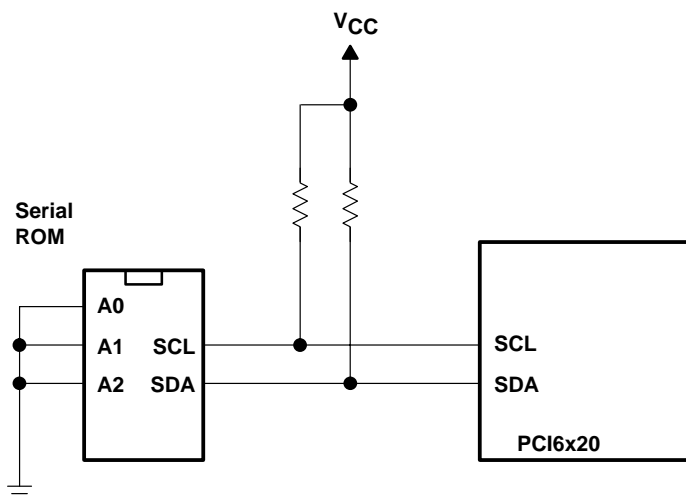 VCC
Serial
ROM
A0
A1 SCL
A2 SDA
SCL
SDA
PCI6x20